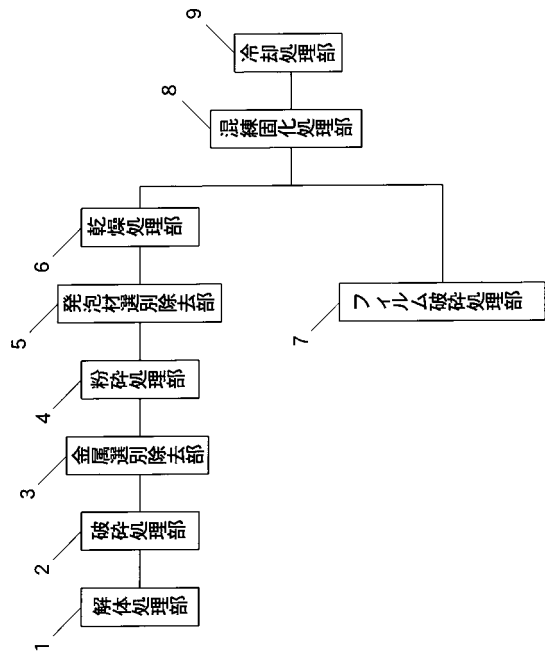 1
解体処理部
2
破砕処理部
3
金属選別除去部
4
粉砕処理部
5
発泡材選別除去部
6
乾燥処理部
7
フィルム破砕処理部
8
混練固化処理部
9
冷却処理部